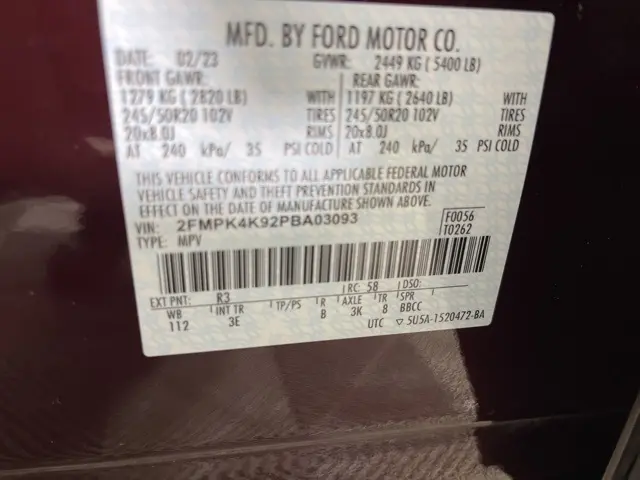 MFD. BY FORD MOTOR CO.
DATE: 02/23 GVWR: 2449 KG ( 5400 LB)
FRONT GAWR: REAR GAWR:
1279 KG ( 2820 LB) WITH 1197 KG ( 2640 LB) WITH
245/50R20 102V TIRES 245/50R20 102V TIRES
20x8.0J RIMS 20x8.0J RIMS
AT 240 kPa/ 35 PSI COLD AT 240 kPa/ 35 PSI COLD
THIS VEHICLE CONFORMS TO ALL APPLICABLE FEDERAL MOTOR
VEHICLE SAFETY AND THEFT PREVENTION STANDARDS IN
EFFECT ON THE DATE OF MANUFACTURE SHOWN ABOVE.
VIN: 2FMPK4K92PBA03093 F0056
TYPE: MPV T0262
EXT PNT: R3 RC: 58 DSO:
WB INT TR TP/PS R AXLE TR SPR
112 3E B 3K 8 BBCC
UTC ▽ 5U5A-1520472-BA